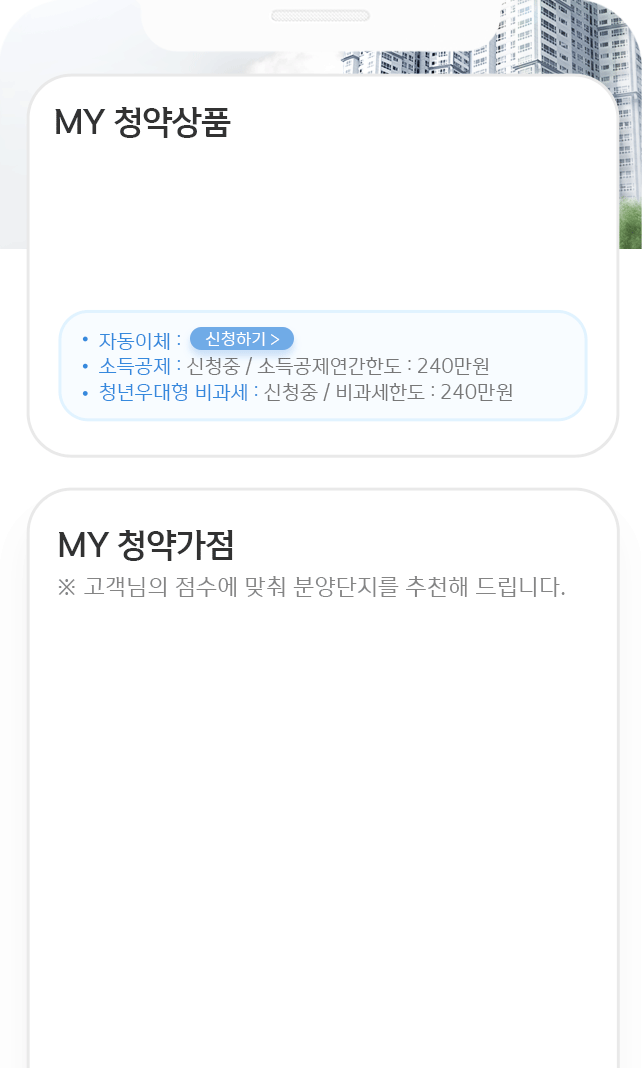 MY 청약상품
• 자동이체 : 신청하기 >
• 소득공제 : 신청중 / 소득공제연간한도 : 240만원
• 청년우대형 비과세 : 신청중 / 비과세한도 : 240만원
MY 청약가점
※ 고객님의 점수에 맞춰 분양단지를 추천해 드립니다.